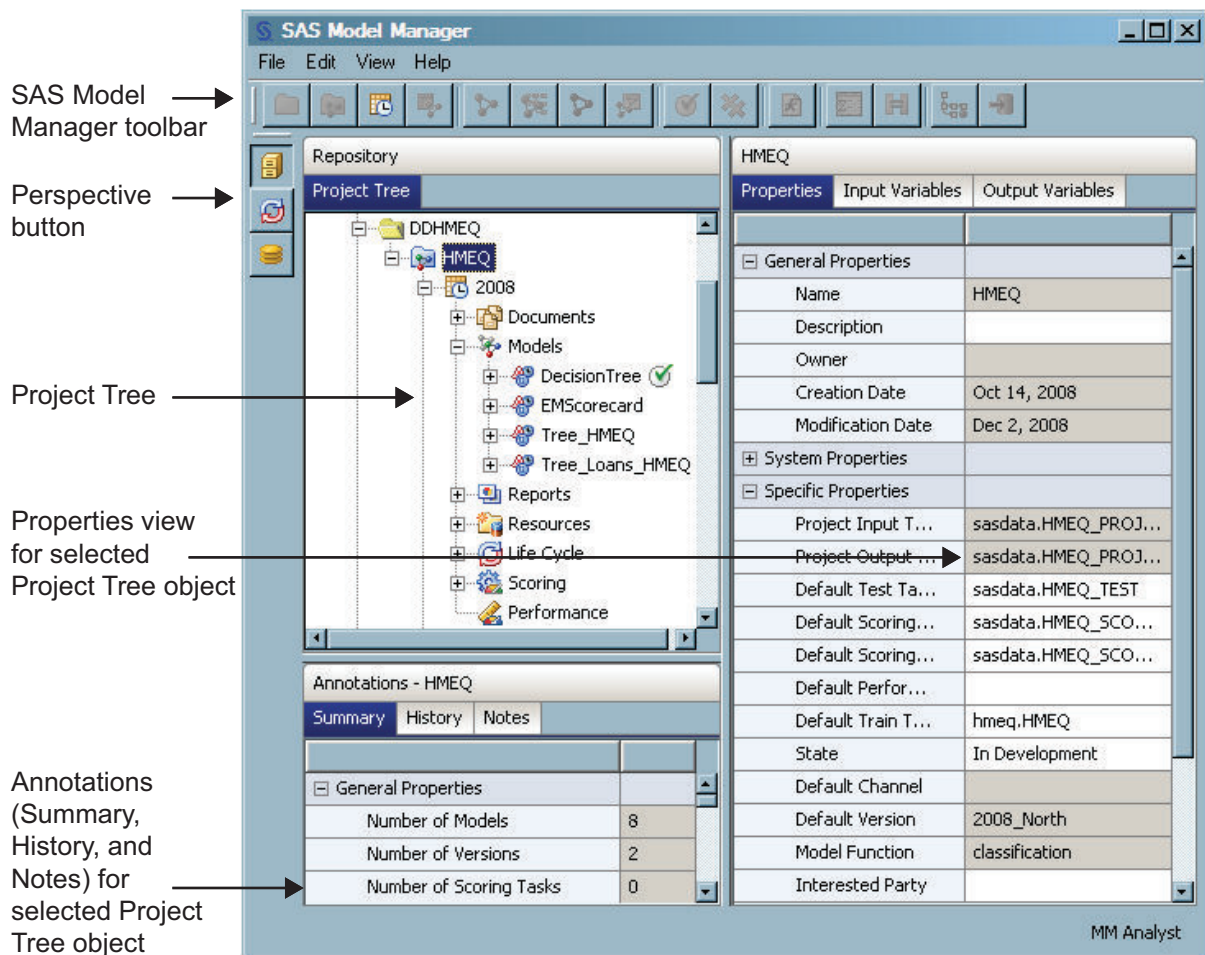 SAS Model Manager
File Edit View Help
SAS Model
Manager toolbar
Perspective
button
Project Tree
Properties view
for selected
Project Tree object
Annotations
(Summary,
History, and
Notes) for
selected Project
Tree object
Repository
Project Tree
DDHMEQ
HMEQ
2008
Documents
Models
DecisionTree
EMScorecard
Tree_HMEQ
Tree_Loans_HMEQ
Reports
Resources
Life Cycle
Scoring
Performance
Annotations - HMEQ
Summary History Notes
General Properties
Number of Models 8
Number of Versions 2
Number of Scoring Tasks 0
HMEQ
Properties Input Variables Output Variables
General Properties
Name HMEQ
Description
Owner
Creation Date Oct 14, 2008
Modification Date Dec 2, 2008
System Properties
Specific Properties
Project Input T... sasdata.HMEQ_PROJ...
Project Output ... sasdata.HMEQ_PROJ...
Default Test Ta... sasdata.HMEQ_TEST
Default Scoring... sasdata.HMEQ_SCO...
Default Scoring... sasdata.HMEQ_SCO...
Default Perfor...
Default Train T... hmeq.HMEQ
State In Development
Default Channel
Default Version 2008_North
Model Function classification
Interested Party
MM Analyst